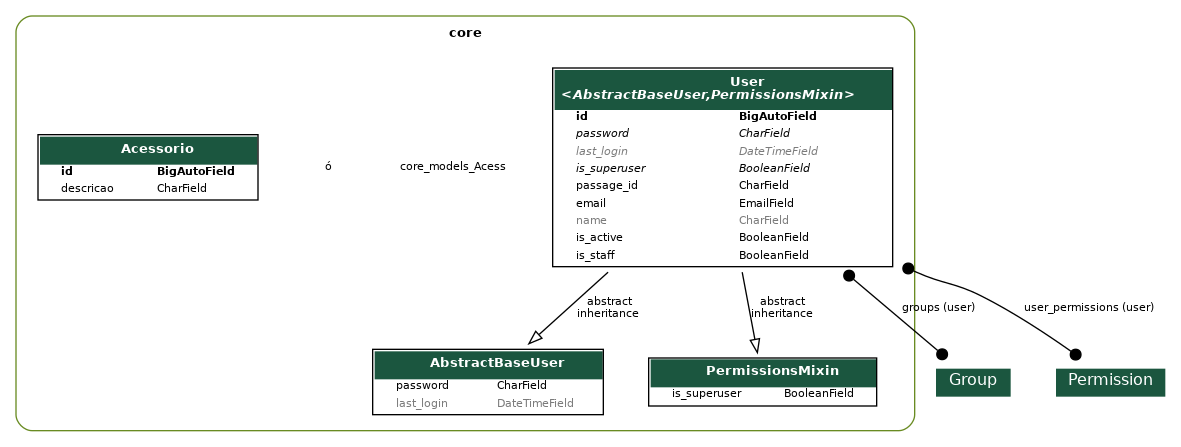 core
User
<AbstractBaseUser,PermissionsMixin>
id BigAutoField
password CharField
last_login DateTimeField
is_superuser BooleanField
passage_id CharField
email EmailField
name CharField
is_active BooleanField
is_staff BooleanField
Acessorio
id BigAutoField
descricao CharField
ó
core_models_Acess
abstract
inheritance
abstract
inheritance
groups (user)
user_permissions (user)
AbstractBaseUser
password CharField
last_login DateTimeField
PermissionsMixin
is_superuser BooleanField
Group
Permission